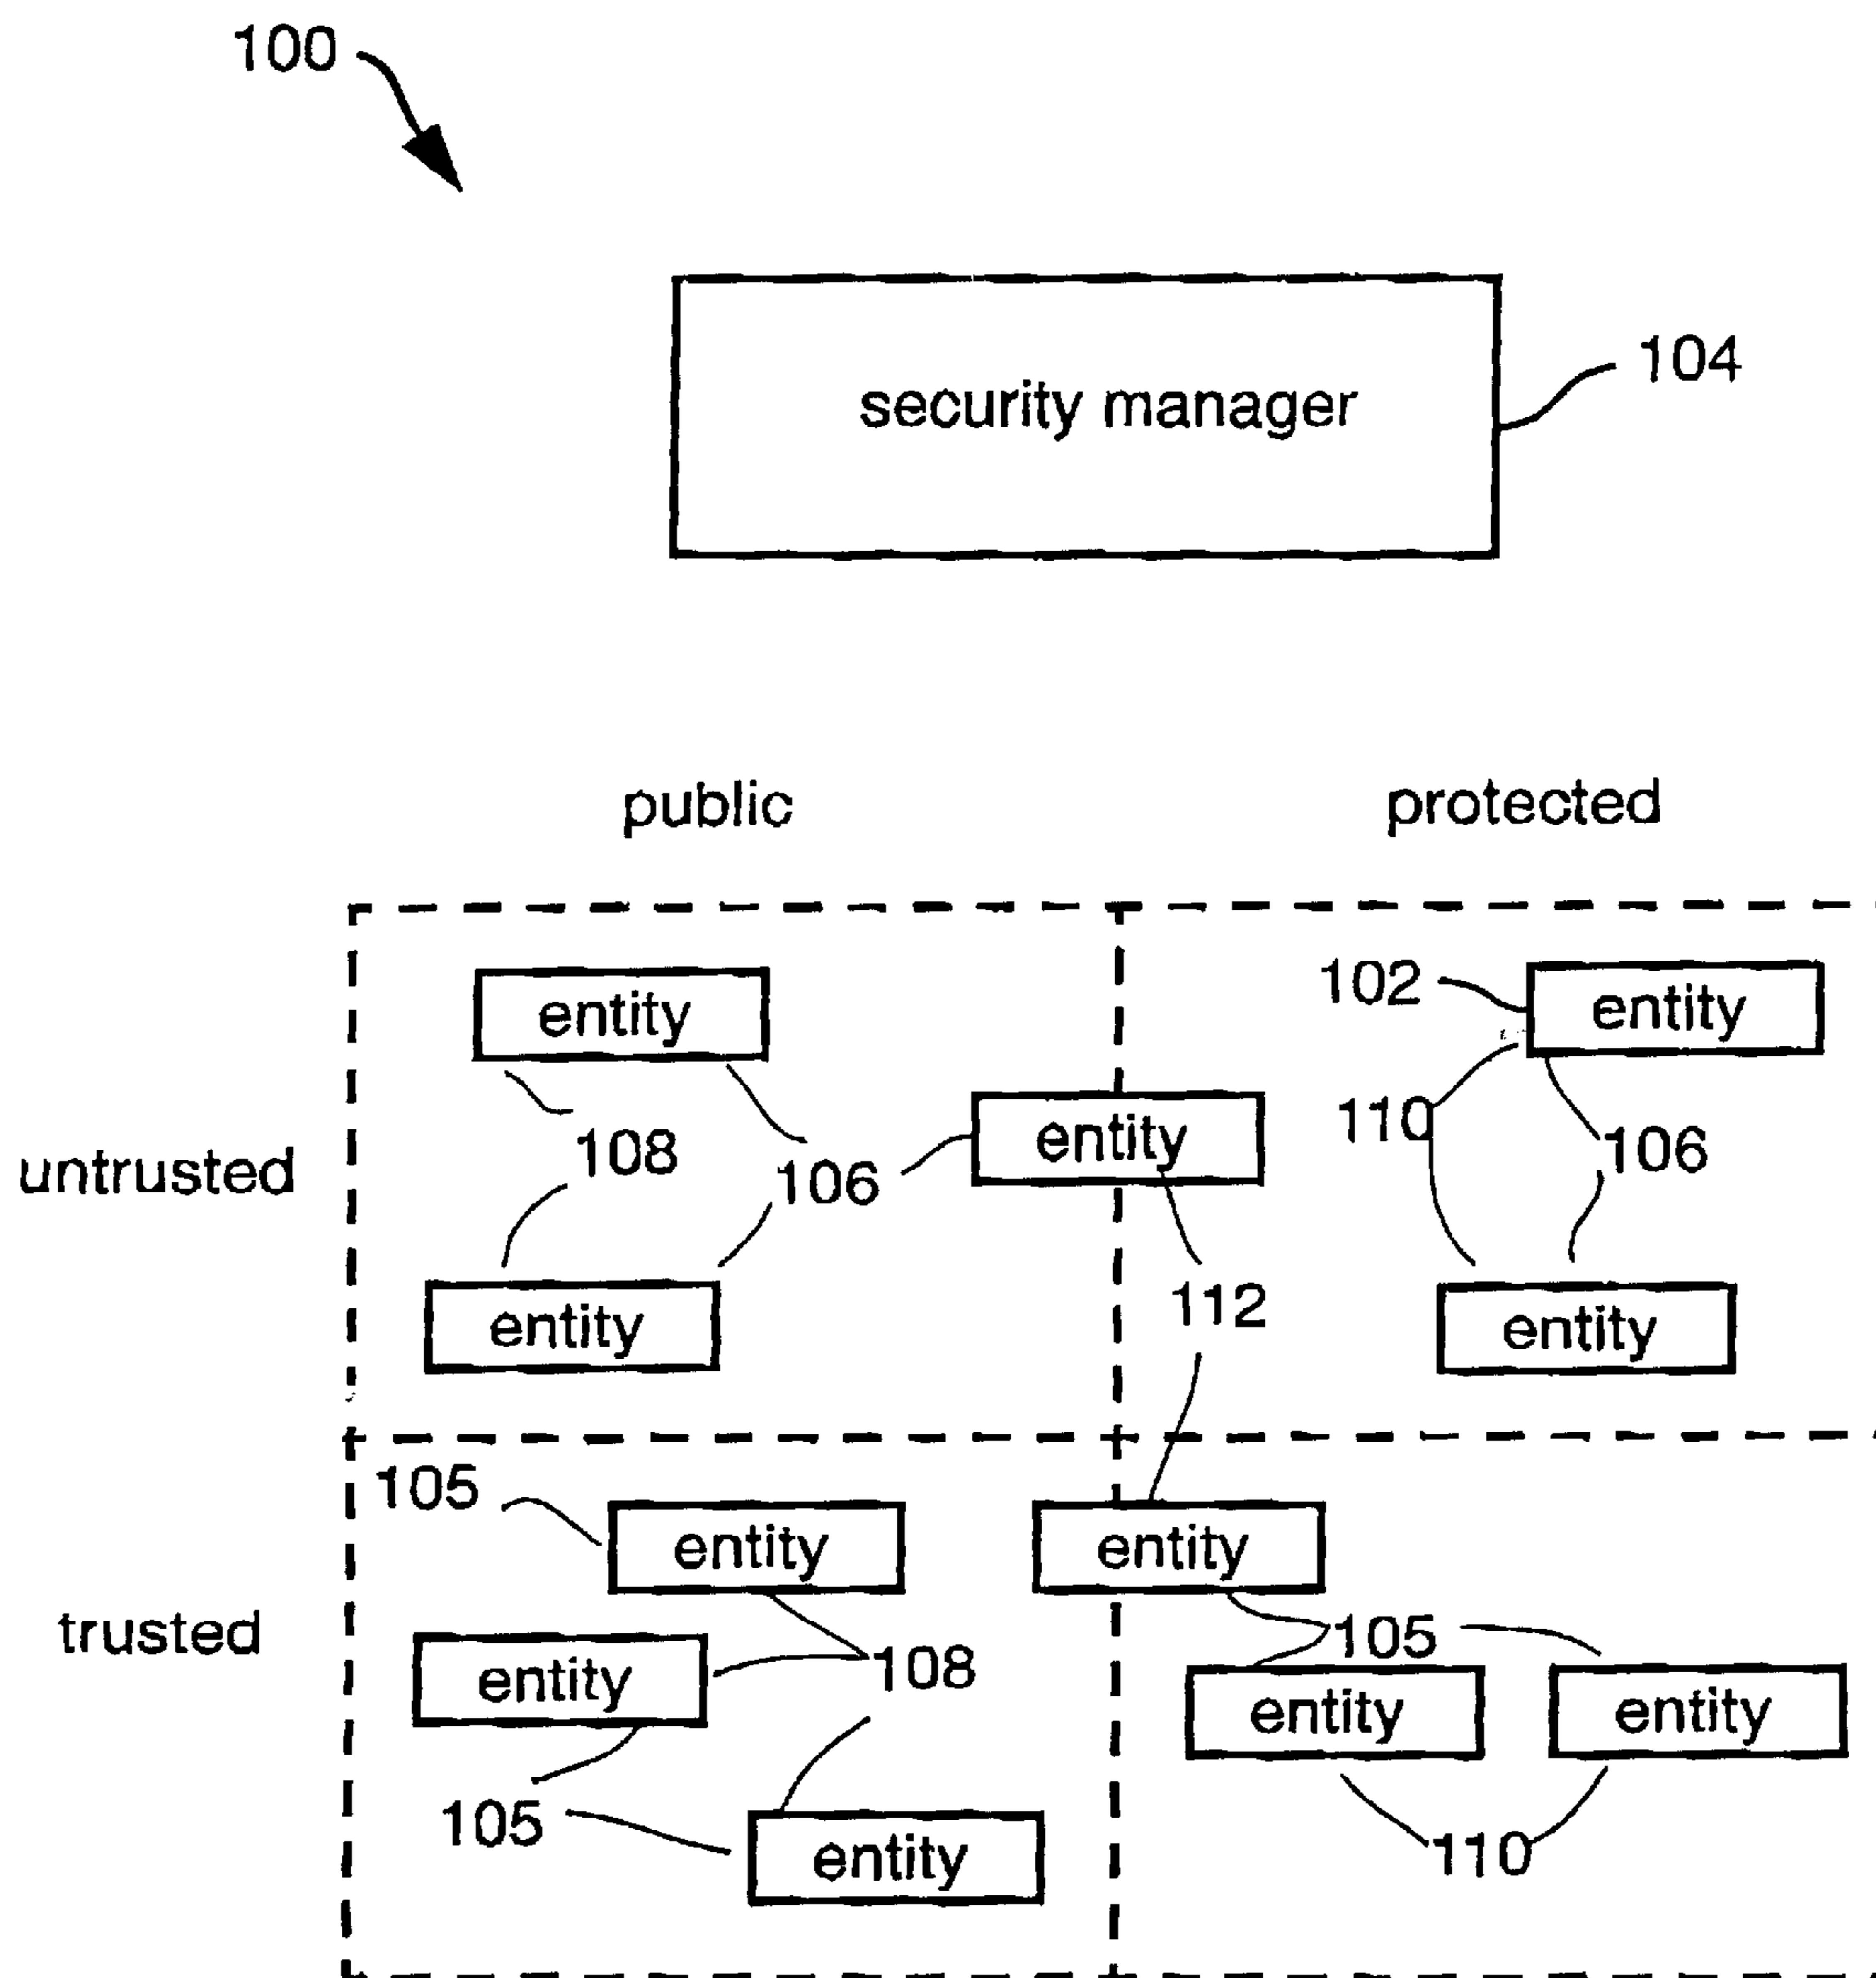 100
security manager
104
public
protected
entity
102
entity
108
106
entity
110
106
untrusted
entity
112
entity
105
entity
entity
trusted
entity
108
105
entity
entity
105
entity
110